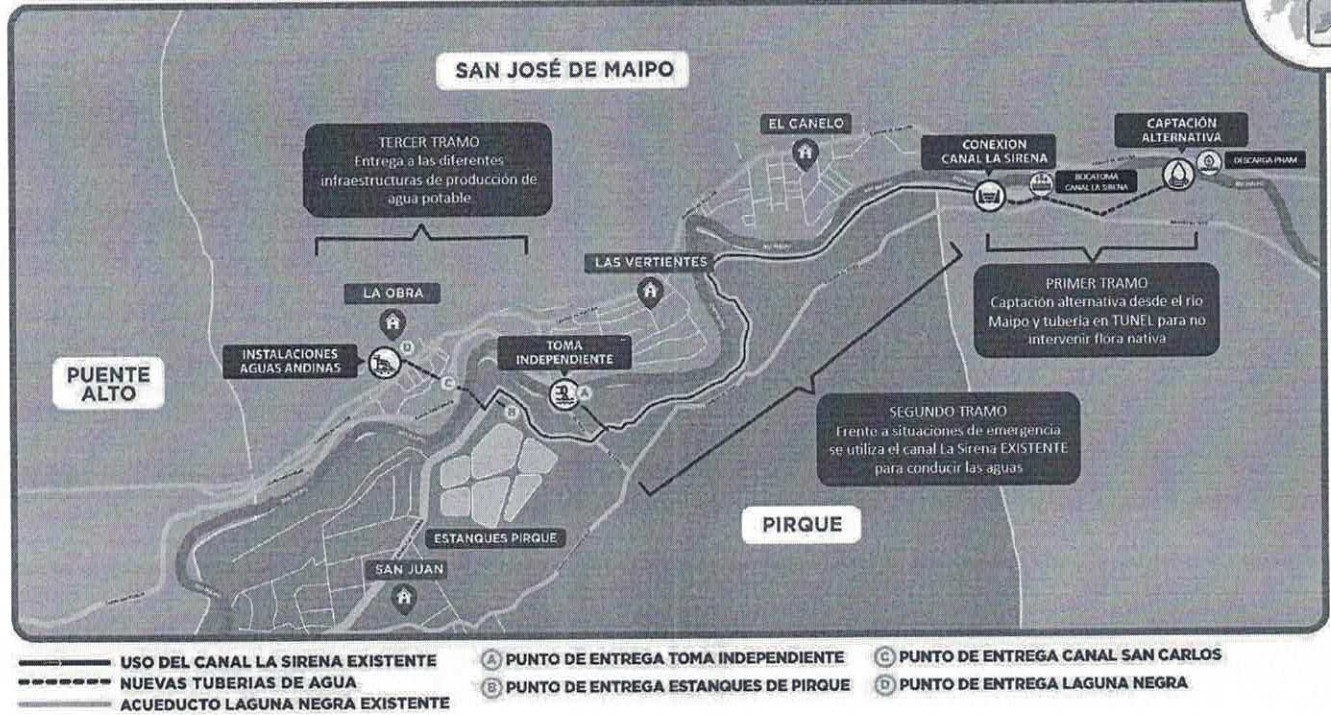 SAN JOSÉ DE MAIPO
EL CANELO
CAPTACIÓN
ALTERNATIVA
CONEXION
CANAL LA SIRENA
DESCARGA PHAM
BOCATOMA
CANAL LA SIRENA
TERCER TRAMO
Entrega a las diferentes
infraestructuras de producción de
agua potable
LAS VERTIENTES
PRIMER TRAMO
Captación alternativa desde el río
Maipo y tubería en TUNEL para no
intervenir flora nativa
LA OBRA
D
INSTALACIONES
AGUAS ANDINAS
TOMA
INDEPENDIENTE
PUENTE
ALTO
C
A
B
SEGUNDO TRAMO
Frente a situaciones de emergencia
se utiliza el canal La Sirena EXISTENTE
para conducir las aguas
PIRQUE
ESTANQUES PIRQUE
SAN JUAN
USO DEL CANAL LA SIRENA EXISTENTE
NUEVAS TUBERIAS DE AGUA
ACUEDUCTO LAGUNA NEGRA EXISTENTE
A PUNTO DE ENTREGA TOMA INDEPENDIENTE
B PUNTO DE ENTREGA ESTANQUES DE PIRQUE
C PUNTO DE ENTREGA CANAL SAN CARLOS
D PUNTO DE ENTREGA LAGUNA NEGRA